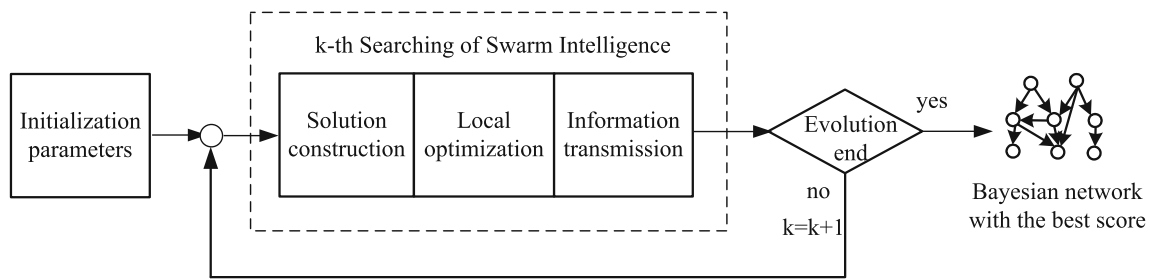 k-th Searching of Swarm Intelligence
Initialization
parameters
Solution
construction
Local
optimization
Information
transmission
Evolution
end
yes
no
k=k+1
Bayesian network
with the best score